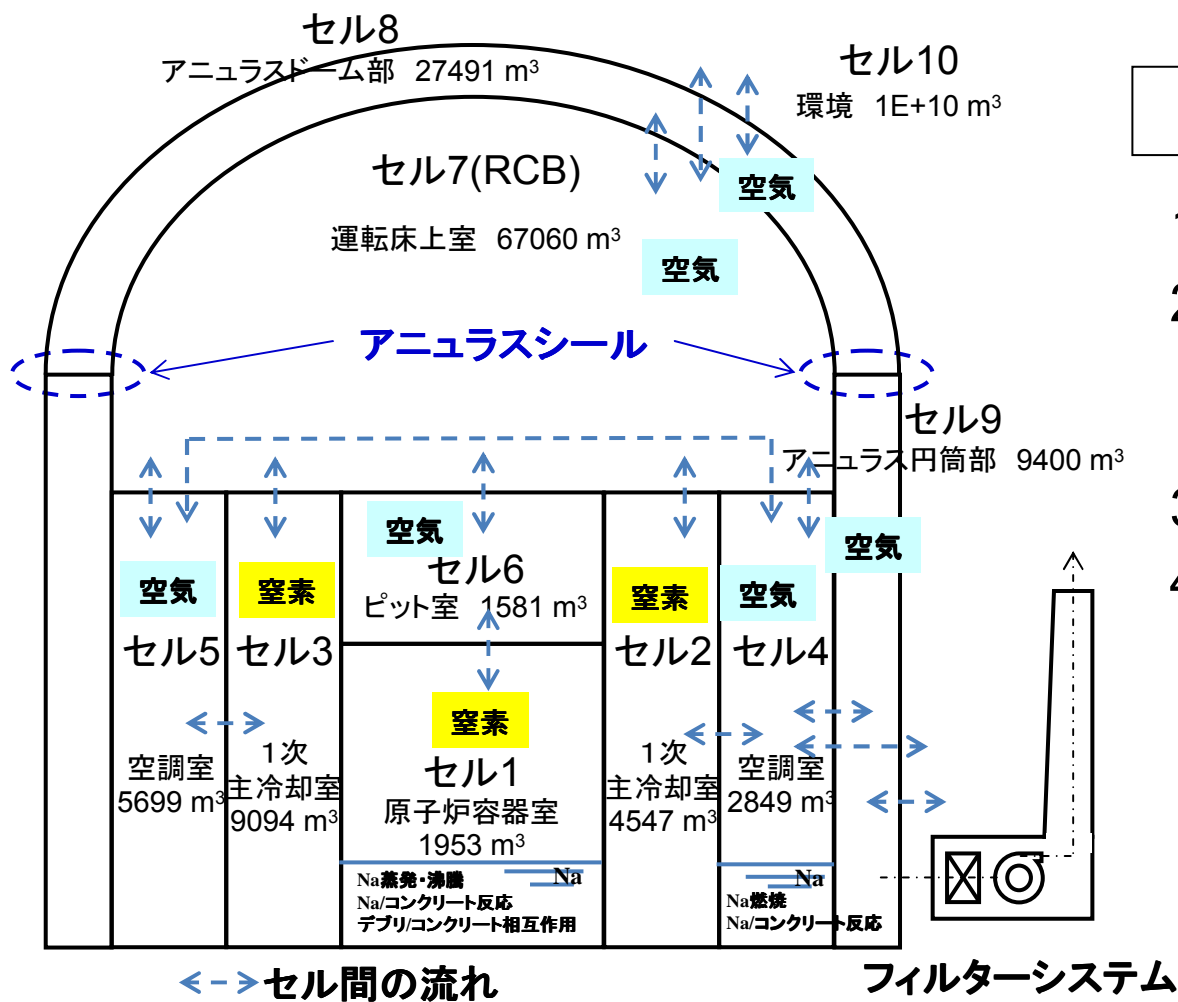 セル8
アニュラスドーム部 27491 m³
セル10
環境 1E+10 m³
セル7(RCB)
空気
運転床上室 67060 m³
空気
アニュラスシール
セル9
アニュラス円筒部 9400 m³
空気
空気
セル6
ピット室 1581 m³
空気
窒素
窒素
空気
セル5
セル3
セル2
セル4
窒素
セル1
原子炉容器室
1953 m³
空調室
5699 m³
1次
主冷却室
9094 m³
1次
主冷却室
4547 m³
空調室
2849 m³
Na
Na蒸発・沸騰
Na/コンクリート反応
デブリ/コンクリート相互作用
Na
Na燃焼
Na/コンクリート反応
セル間の流れ
フィルターシステム
2